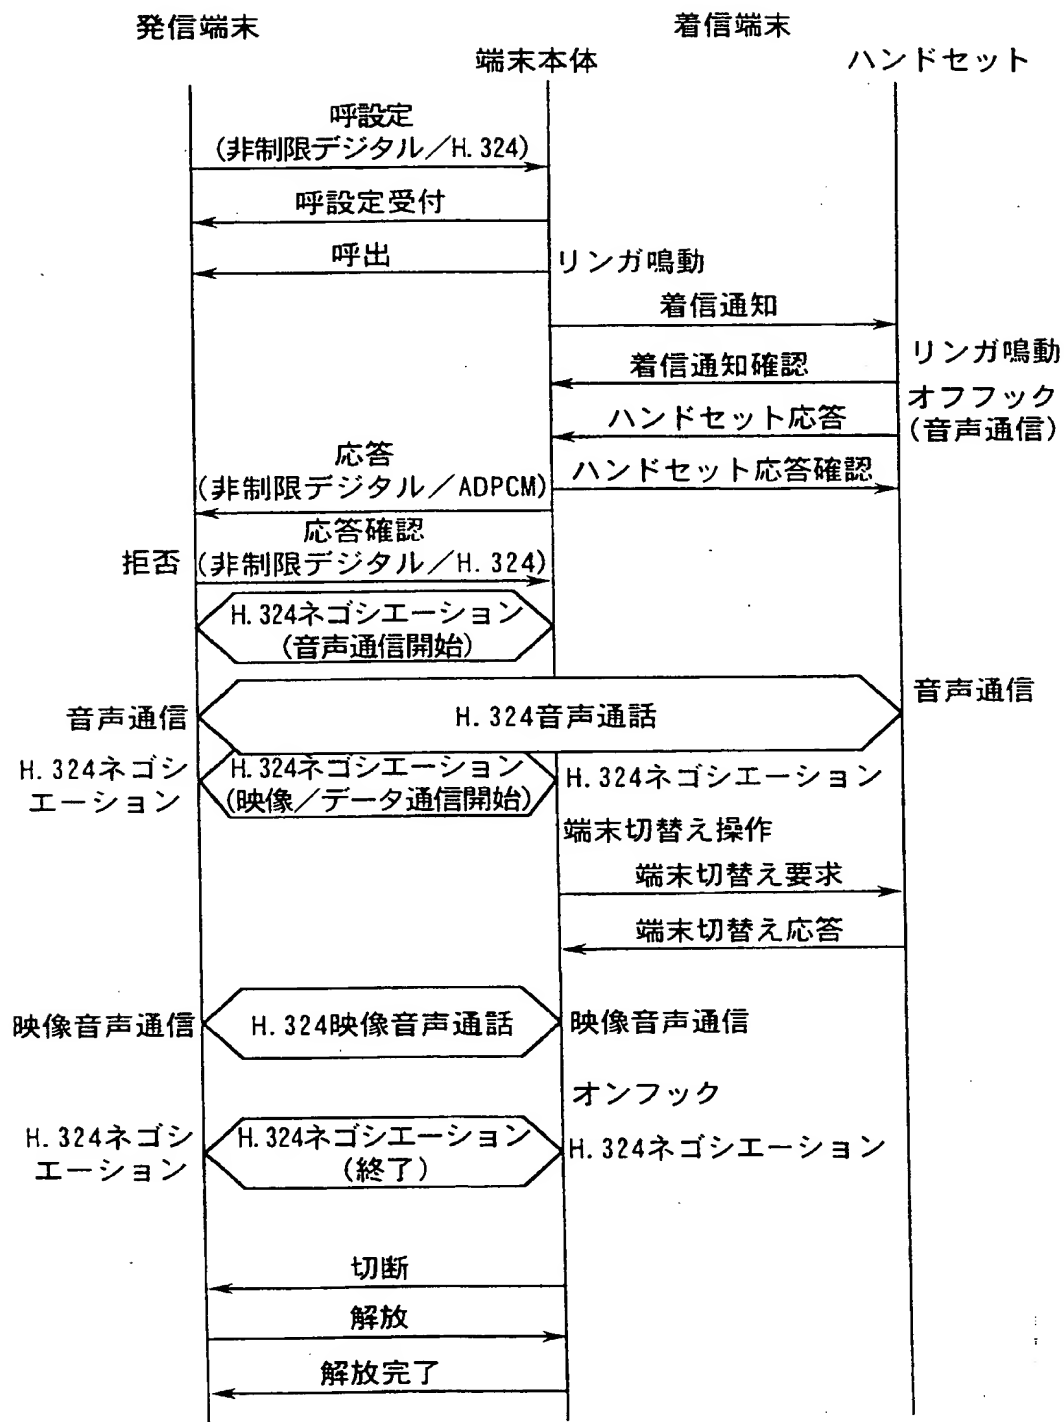 発信端末
着信端末
端末本体
ハンドセット
呼設定
(非制限デジタル／H.324)
呼設定受付
呼出
リンガ鳴動
着信通知
リンガ鳴動
着信通知確認
オフフック
(音声通信)
ハンドセット応答
応答
(非制限デジタル／ADPCM)
ハンドセット応答確認
応答確認
拒否
(非制限デジタル／H.324)
H.324ネゴシエーション
(音声通信開始)
音声通信
H.324音声通話
音声通信
H.324ネゴシ
エーション
H.324ネゴシエーション
(映像／データ通信開始)
H.324ネゴシエーション
端末切替え操作
端末切替え要求
端末切替え応答
映像音声通信
H.324映像音声通話
映像音声通信
オンフック
H.324ネゴシ
エーション
H.324ネゴシエーション
(終了)
H.324ネゴシエーション
切断
解放
解放完了